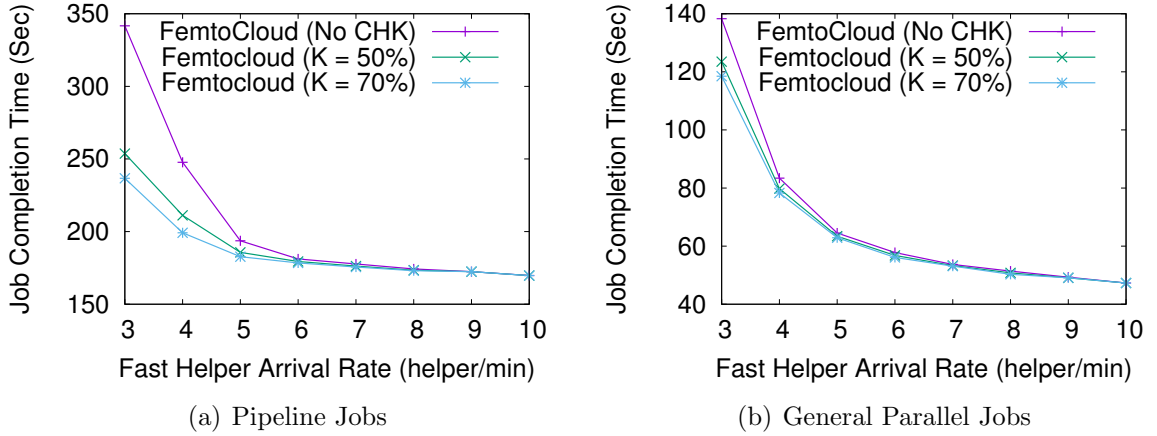 350
300
250
200
150
Job Completion Time (Sec)
FemtoCloud (No CHK)
Femtocloud (K = 50%)
Femtocloud (K = 70%)
3 4 5 6 7 8 9 10
Fast Helper Arrival Rate (helper/min)
(a) Pipeline Jobs
140
120
100
80
60
40
Job Completion Time (Sec)
FemtoCloud (No CHK)
Femtocloud (K = 50%)
Femtocloud (K = 70%)
3 4 5 6 7 8 9 10
Fast Helper Arrival Rate (helper/min)
(b) General Parallel Jobs